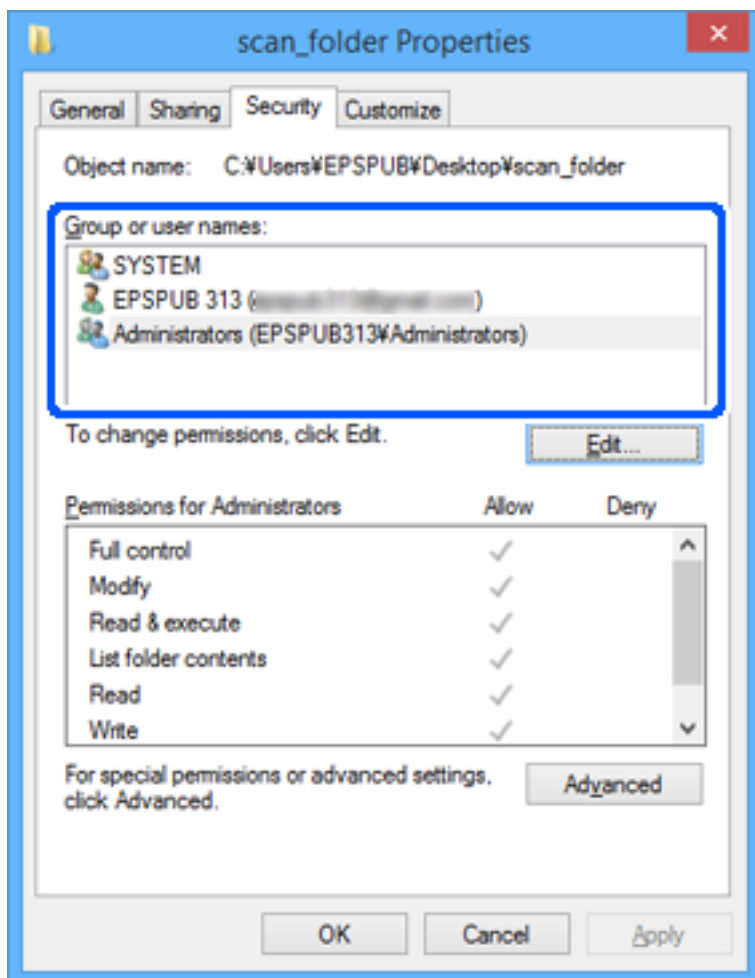 scan_folder Properties
General Sharing Security Customize
Object name: C:¥Users¥EPSPUB¥Desktop¥scan_folder
Group or user names:
SYSTEM
EPSPUB 313 ( )
Administrators (EPSPUB313¥Administrators)
To change permissions, click Edit.
Edit...
Permissions for Administrators Allow Deny
Full control
Modify
Read & execute
List folder contents
Read
Write
For special permissions or advanced settings,
click Advanced.
Advanced
OK Cancel Apply